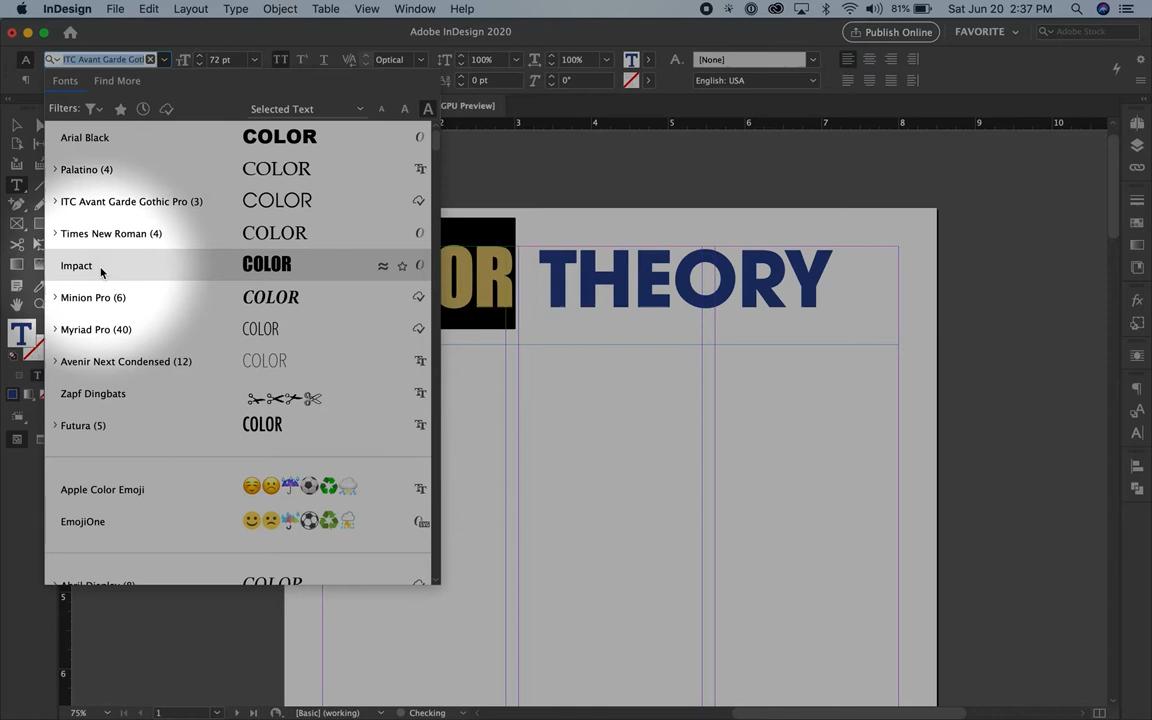 InDesign File Edit Layout Type Object Table View Window Help 81% Sat Jun 20 2:37 PM
Adobe InDesign 2020 Publish Online FAVORITE Adobe Stock
A ITC Avant Garde Got 72 pt TT T¹ T VA Optical 100% 100% T A. [None]
0 pt 0° English: USA
Fonts Find More
Filters: Selected Text A A A
GPU Preview]
2 3 4 5 6 7 8 9 10
Arial Black COLOR
Palatino (4) COLOR
ITC Avant Garde Gothic Pro (3) COLOR
Times New Roman (4) COLOR
Impact COLOR
Minion Pro (6) COLOR
Myriad Pro (40) COLOR
Avenir Next Condensed (12) COLOR
Zapf Dingbats
Futura (5) COLOR
Apple Color Emoji
EmojiOne
Abril Display (8) COLOR
OR THEORY
5
6
75% 1 [Basic] (working) Checking